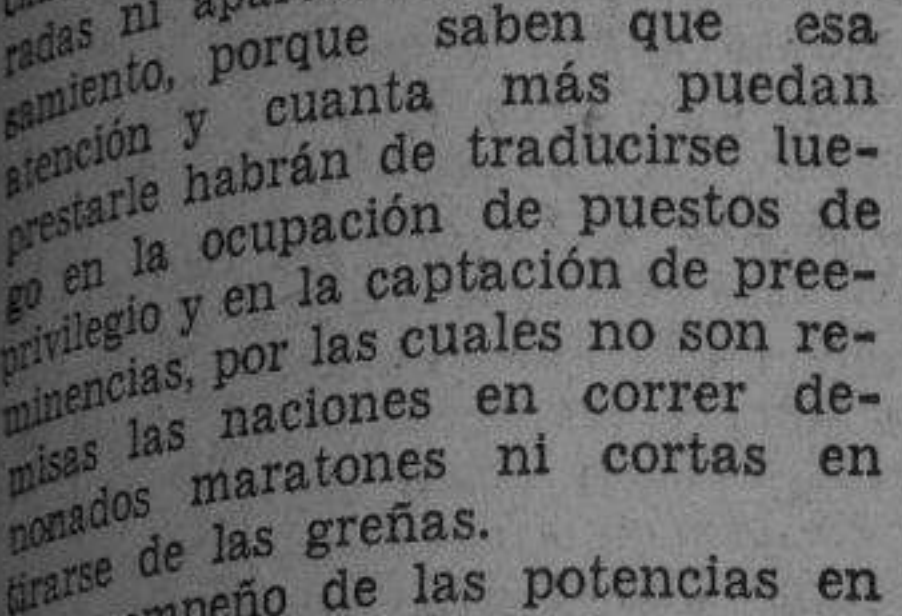 radas ni
samiento, porque saben que esa
atención y cuanta más puedan
prestarle habrán de traducirse lue-
go en la ocupación de puestos de
privilegio y en la captación de pree-
minencias, por las cuales no son re-
misas las naciones en correr de-
nonados maratones ni cortas en
tirarse de las greñas.
de las potencias en